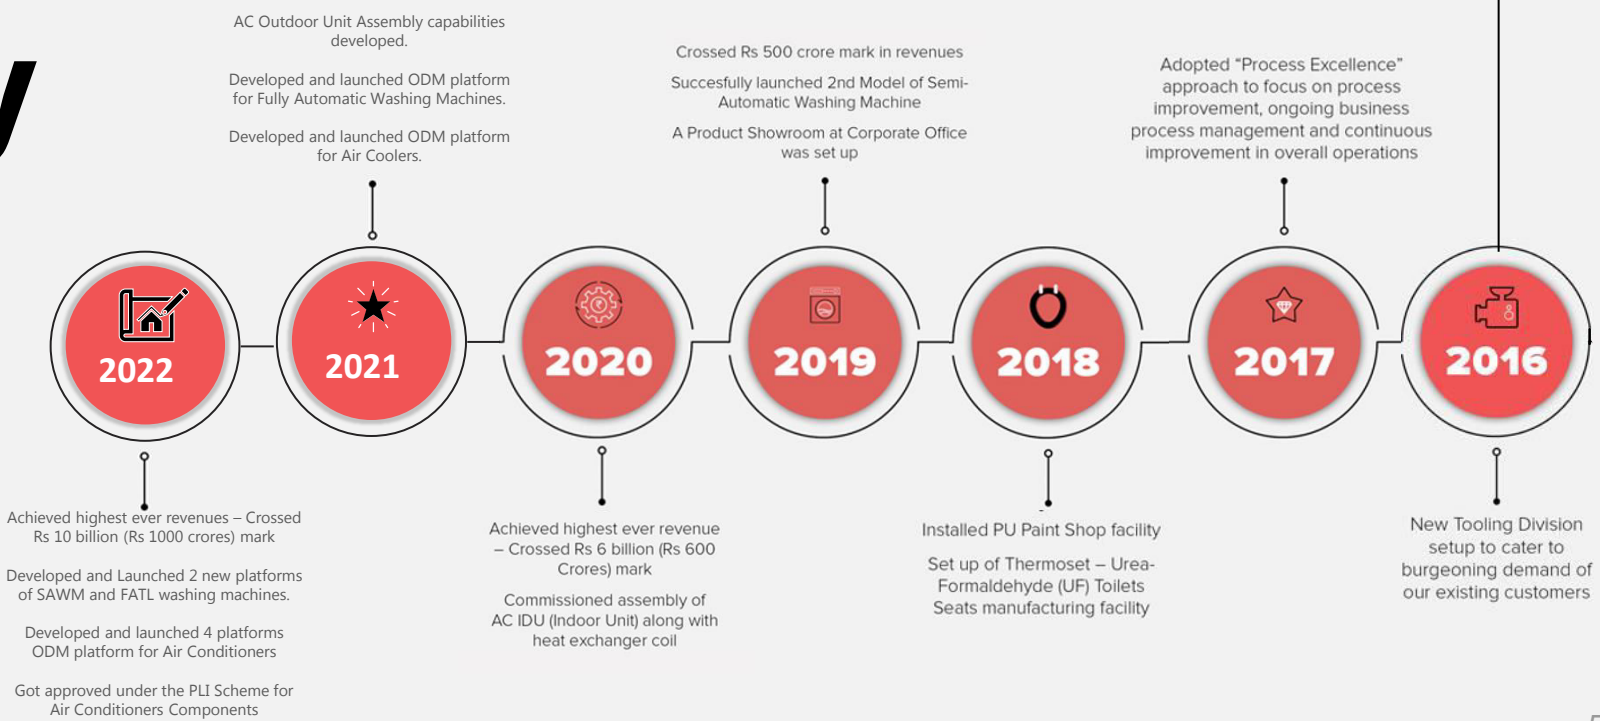 y
AC Outdoor Unit Assembly capabilities
developed.
Developed and launched ODM platform
for Fully Automatic Washing Machines.
Developed and launched ODM platform
for Air Coolers.
Crossed Rs 500 crore mark in revenues
Succesfully launched 2nd Model of Semi-
Automatic Washing Machine
A Product Showroom at Corporate Office
was set up
Adopted “Process Excellence”
approach to focus on process
improvement, ongoing business
process management and continuous
improvement in overall operations
2022
2021
2020
2019
2018
2017
2016
Achieved highest ever revenues – Crossed
Rs 10 billion (Rs 1000 crores) mark
Developed and Launched 2 new platforms
of SAWM and FATL washing machines.
Developed and launched 4 platforms
ODM platform for Air Conditioners
Got approved under the PLI Scheme for
Air Conditioners Components
Achieved highest ever revenue
– Crossed Rs 6 billion (Rs 600
Crores) mark
Commissioned assembly of
AC IDU (Indoor Unit) along with
heat exchanger coil
Installed PU Paint Shop facility
Set up of Thermoset – Urea-
Formaldehyde (UF) Toilets
Seats manufacturing facility
New Tooling Division
setup to cater to
burgeoning demand of
our existing customers